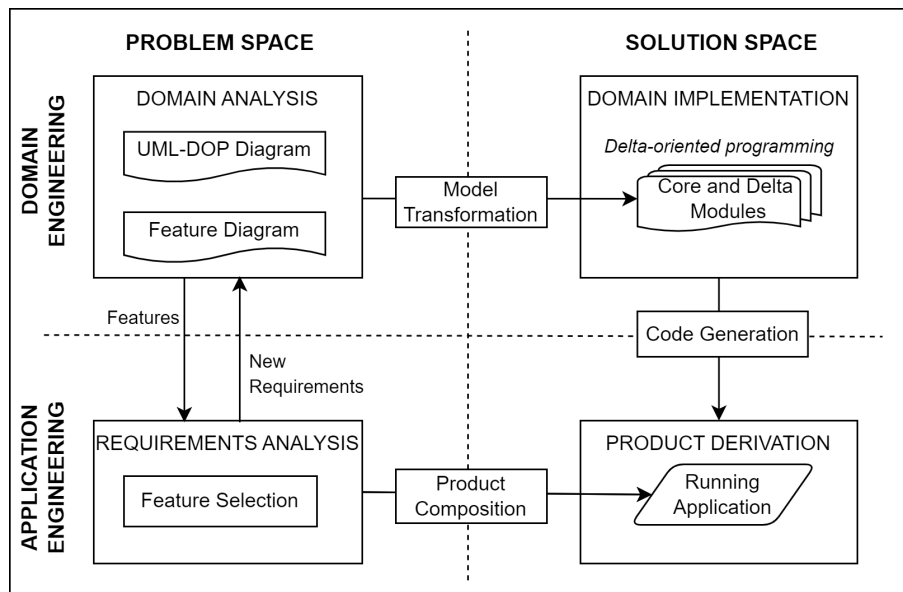 PROBLEM SPACE
SOLUTION SPACE
DOMAIN
ENGINEERING
DOMAIN ANALYSIS
UML-DOP Diagram
Feature Diagram
Model
Transformation
DOMAIN IMPLEMENTATION
Delta-oriented programming
Core and Delta
Modules
Features
New
Requirements
Code Generation
APPLICATION
ENGINEERING
REQUIREMENTS ANALYSIS
Feature Selection
Product
Composition
PRODUCT DERIVATION
Running
Application